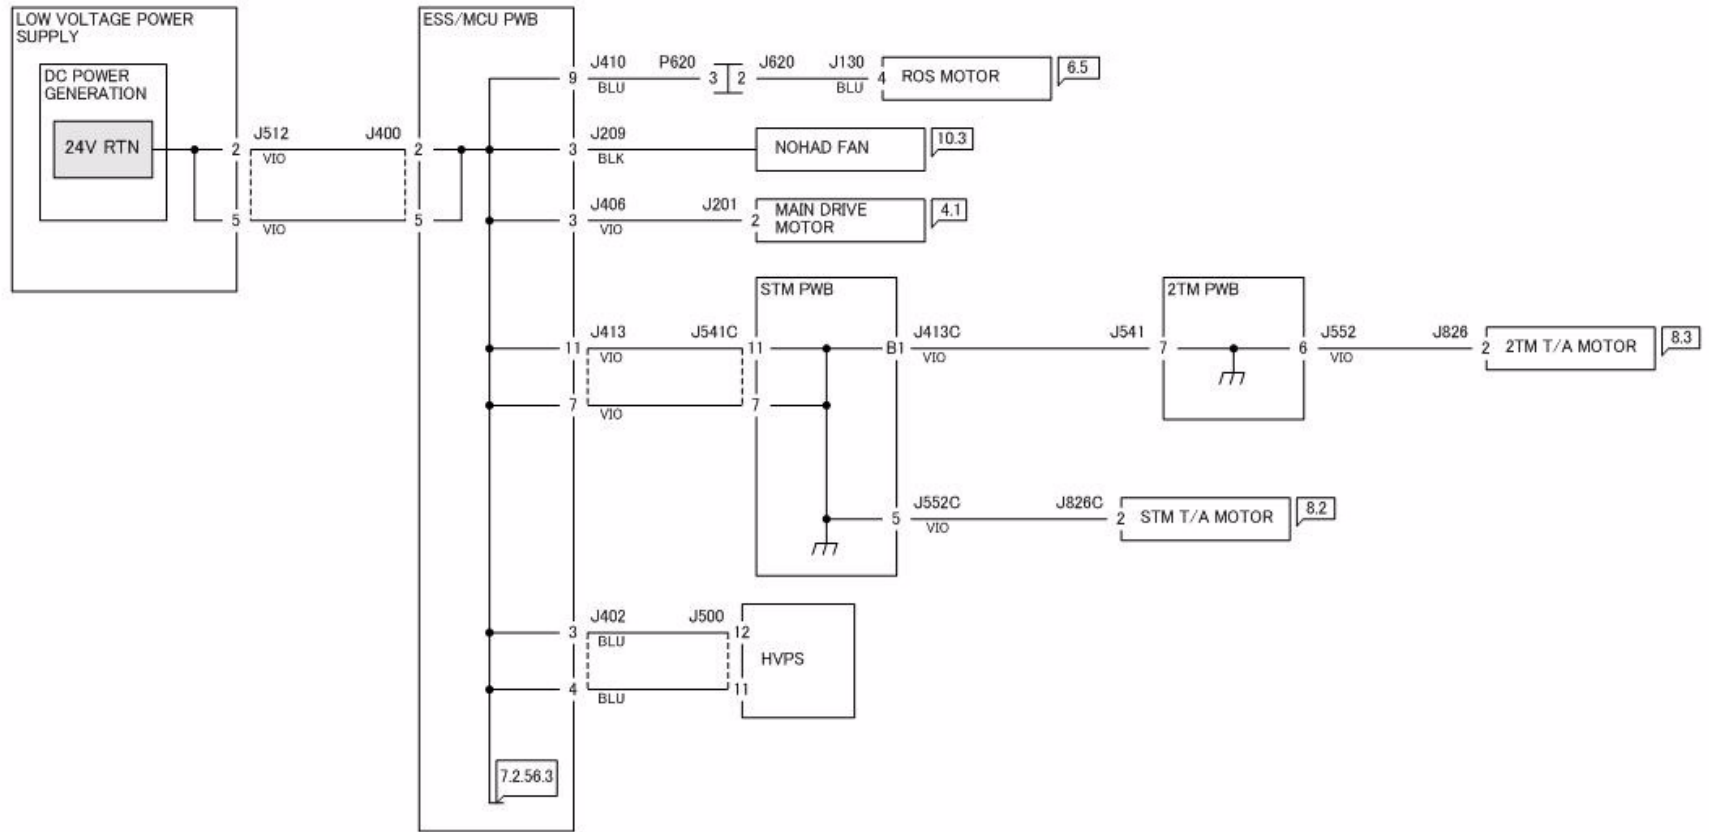 LOW VOLTAGE POWER
SUPPLY
DC POWER
GENERATION
24V RTN
2
5
J512
VIO
VIO
J400
2
5
ESS/MCU PWB
9
J410
BLU
P620
3
2
J620
J130
BLU
4
ROS MOTOR
6.5
3
J209
BLK
NOHAD FAN
10.3
3
J406
VIO
J201
2
MAIN DRIVE
MOTOR
4.1
11
J413
VIO
J541C
11
7
VIO
7
STM PWB
B1
J413C
VIO
J541
7
2TM PWB
6
J552
VIO
J826
2
2TM T/A MOTOR
8.3
5
J552C
VIO
J826C
2
STM T/A MOTOR
8.2
3
J402
BLU
J500
12
4
BLU
11
HVPS
7.2.56.3